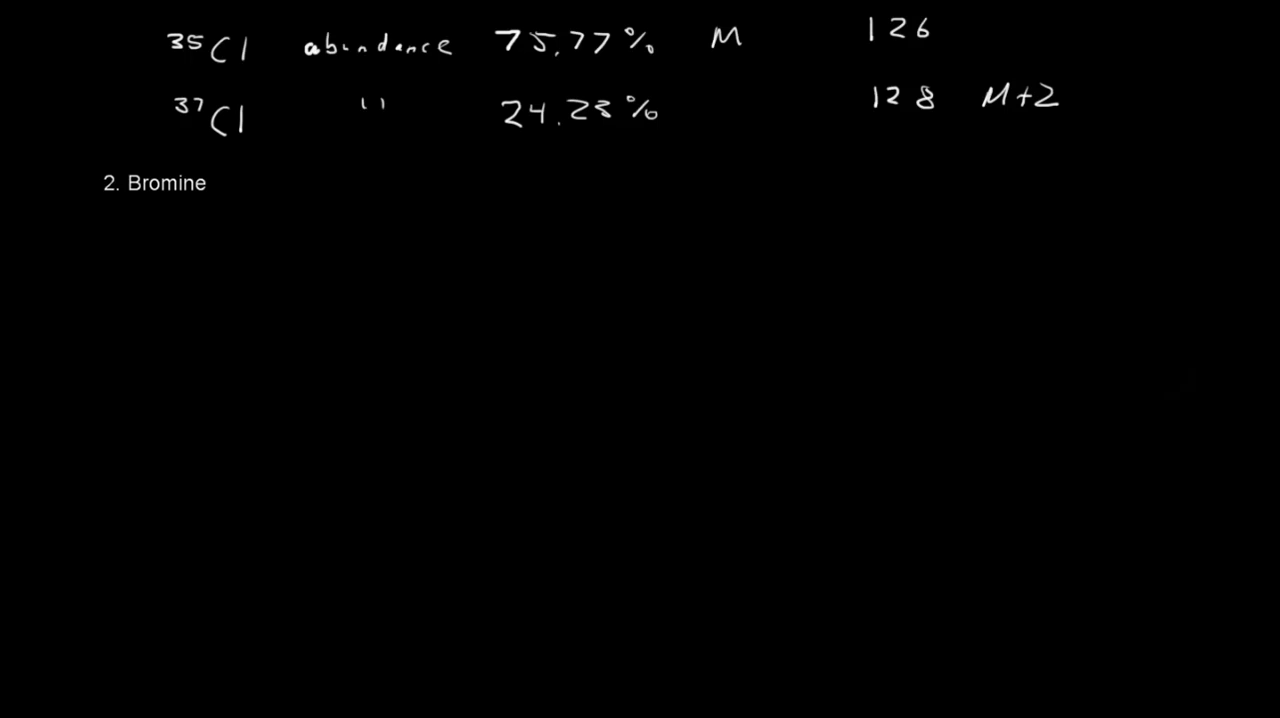 ³⁵Cl abundance 75.77% M 126
³⁷Cl " 24.23% 128 M+2
2. Bromine